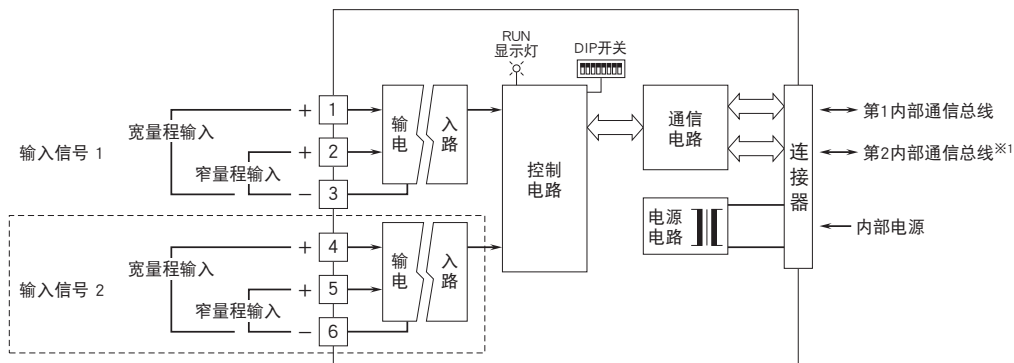 RUN
显示灯
DIP开关
输入信号 1
宽量程输入
窄量程输入
+ 1
+ 2
− 3
输 入
电 路
控制
电路
通信
电路
连
接
器
第1内部通信总线
第2内部通信总线※1
电源
电路
内部电源
输入信号 2
宽量程输入
窄量程输入
+ 4
+ 5
− 6
输 入
电 路